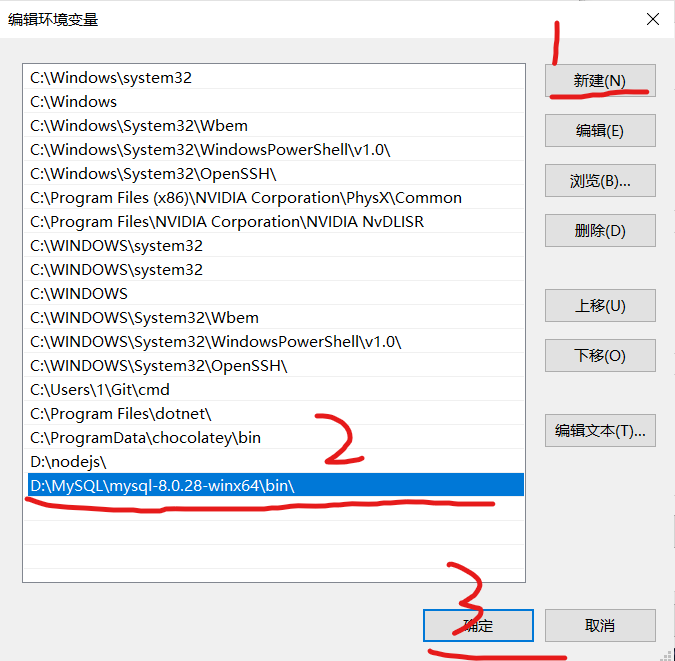 编辑环境变量
1
C:\Windows\system32
C:\Windows
C:\Windows\System32\Wbem
C:\Windows\System32\WindowsPowerShell\v1.0\
C:\Windows\System32\OpenSSH\
C:\Program Files (x86)\NVIDIA Corporation\PhysX\Common
C:\Program Files\NVIDIA Corporation\NVIDIA NvDLISR
C:\WINDOWS\system32
C:\WINDOWS\system32
C:\WINDOWS
C:\WINDOWS\System32\Wbem
C:\WINDOWS\System32\WindowsPowerShell\v1.0\
C:\WINDOWS\System32\OpenSSH\
C:\Users\1\Git\cmd
C:\Program Files\dotnet\
C:\ProgramData\chocolatey\bin
D:\nodejs\
D:\MySQL\mysql-8.0.28-winx64\bin\
2
新建(N)
编辑(E)
浏览(B)...
删除(D)
上移(U)
下移(O)
编辑文本(T)...
3
确定
取消